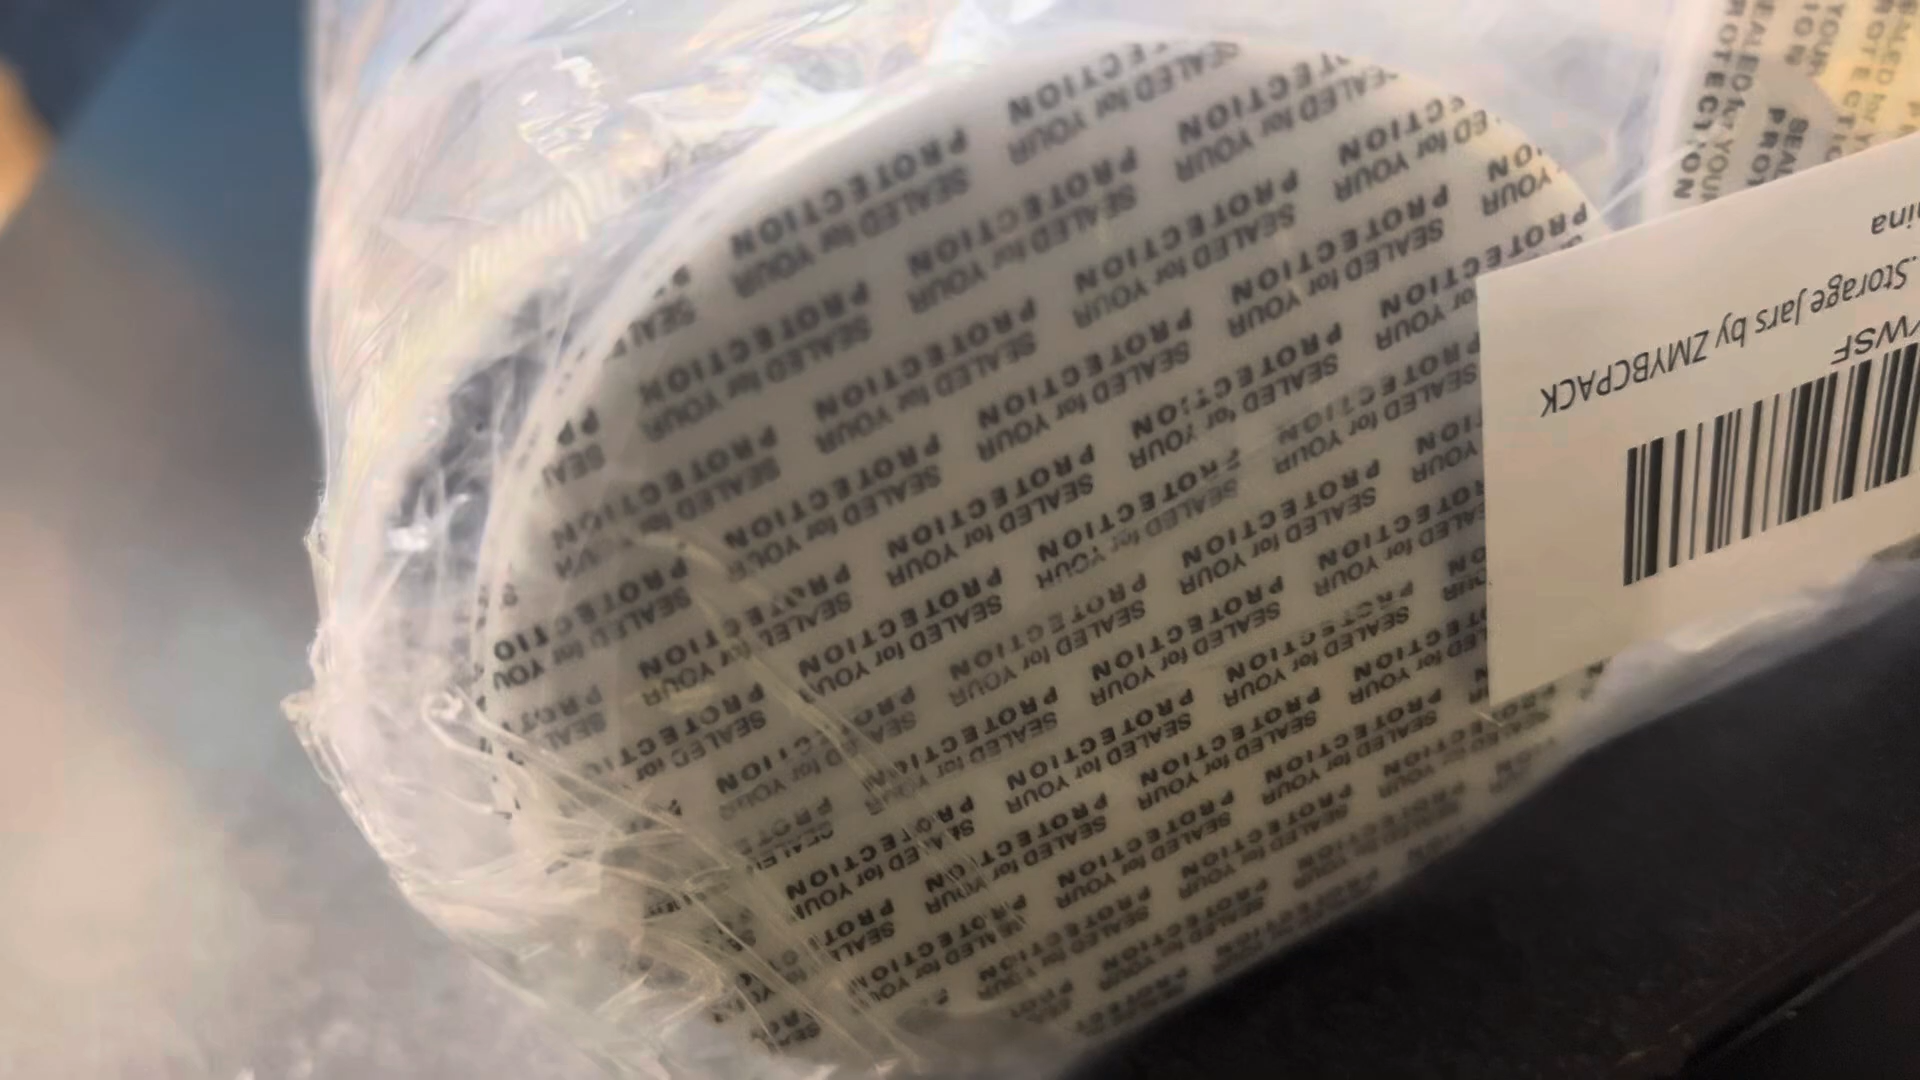 SEALED for YOUR
PROTECTION
WSF
Storage Jars by ZMYBCPACK
ina